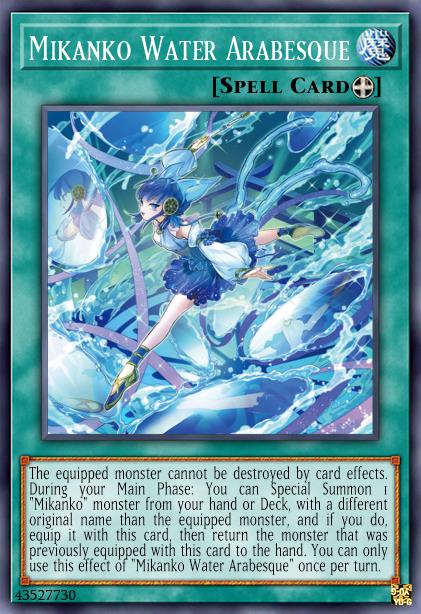 MIKANKO WATER ARABESQUE
[SPELL CARD]
The equipped monster cannot be destroyed by card effects.
During your Main Phase: You can Special Summon 1
"Mikanko" monster from your hand or Deck, with a different
original name than the equipped monster, and if you do,
equip it with this card, then return the monster that was
previously equipped with this card to the hand. You can only
use this effect of "Mikanko Water Arabesque" once per turn.
43527730